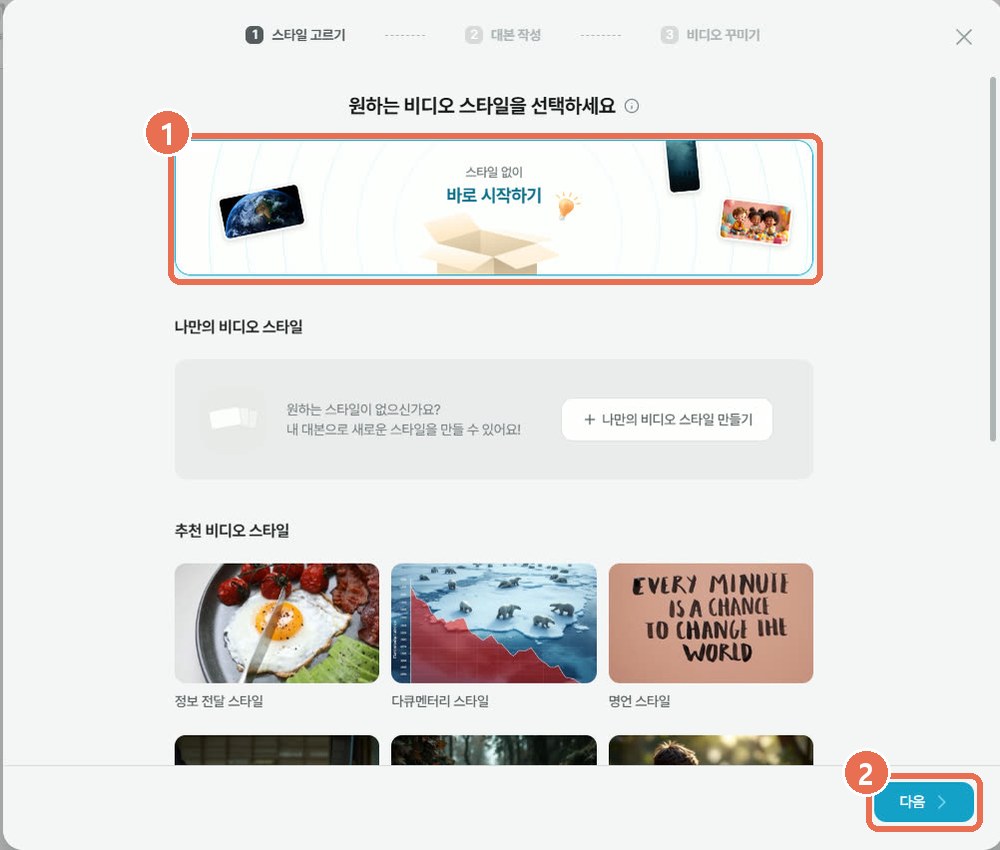 1 스타일 고르기 2 대본 작성 3 비디오 꾸미기
원하는 비디오 스타일을 선택하세요
1
스타일 없이
바로 시작하기
나만의 비디오 스타일
원하는 스타일이 없으신가요?
내 대본으로 새로운 스타일을 만들 수 있어요!
+ 나만의 비디오 스타일 만들기
추천 비디오 스타일
EVERY MINUTE
IS A CHANCE
TO CHANGE THE
WORLD
정보 전달 스타일
다큐멘터리 스타일
명언 스타일
2
다음